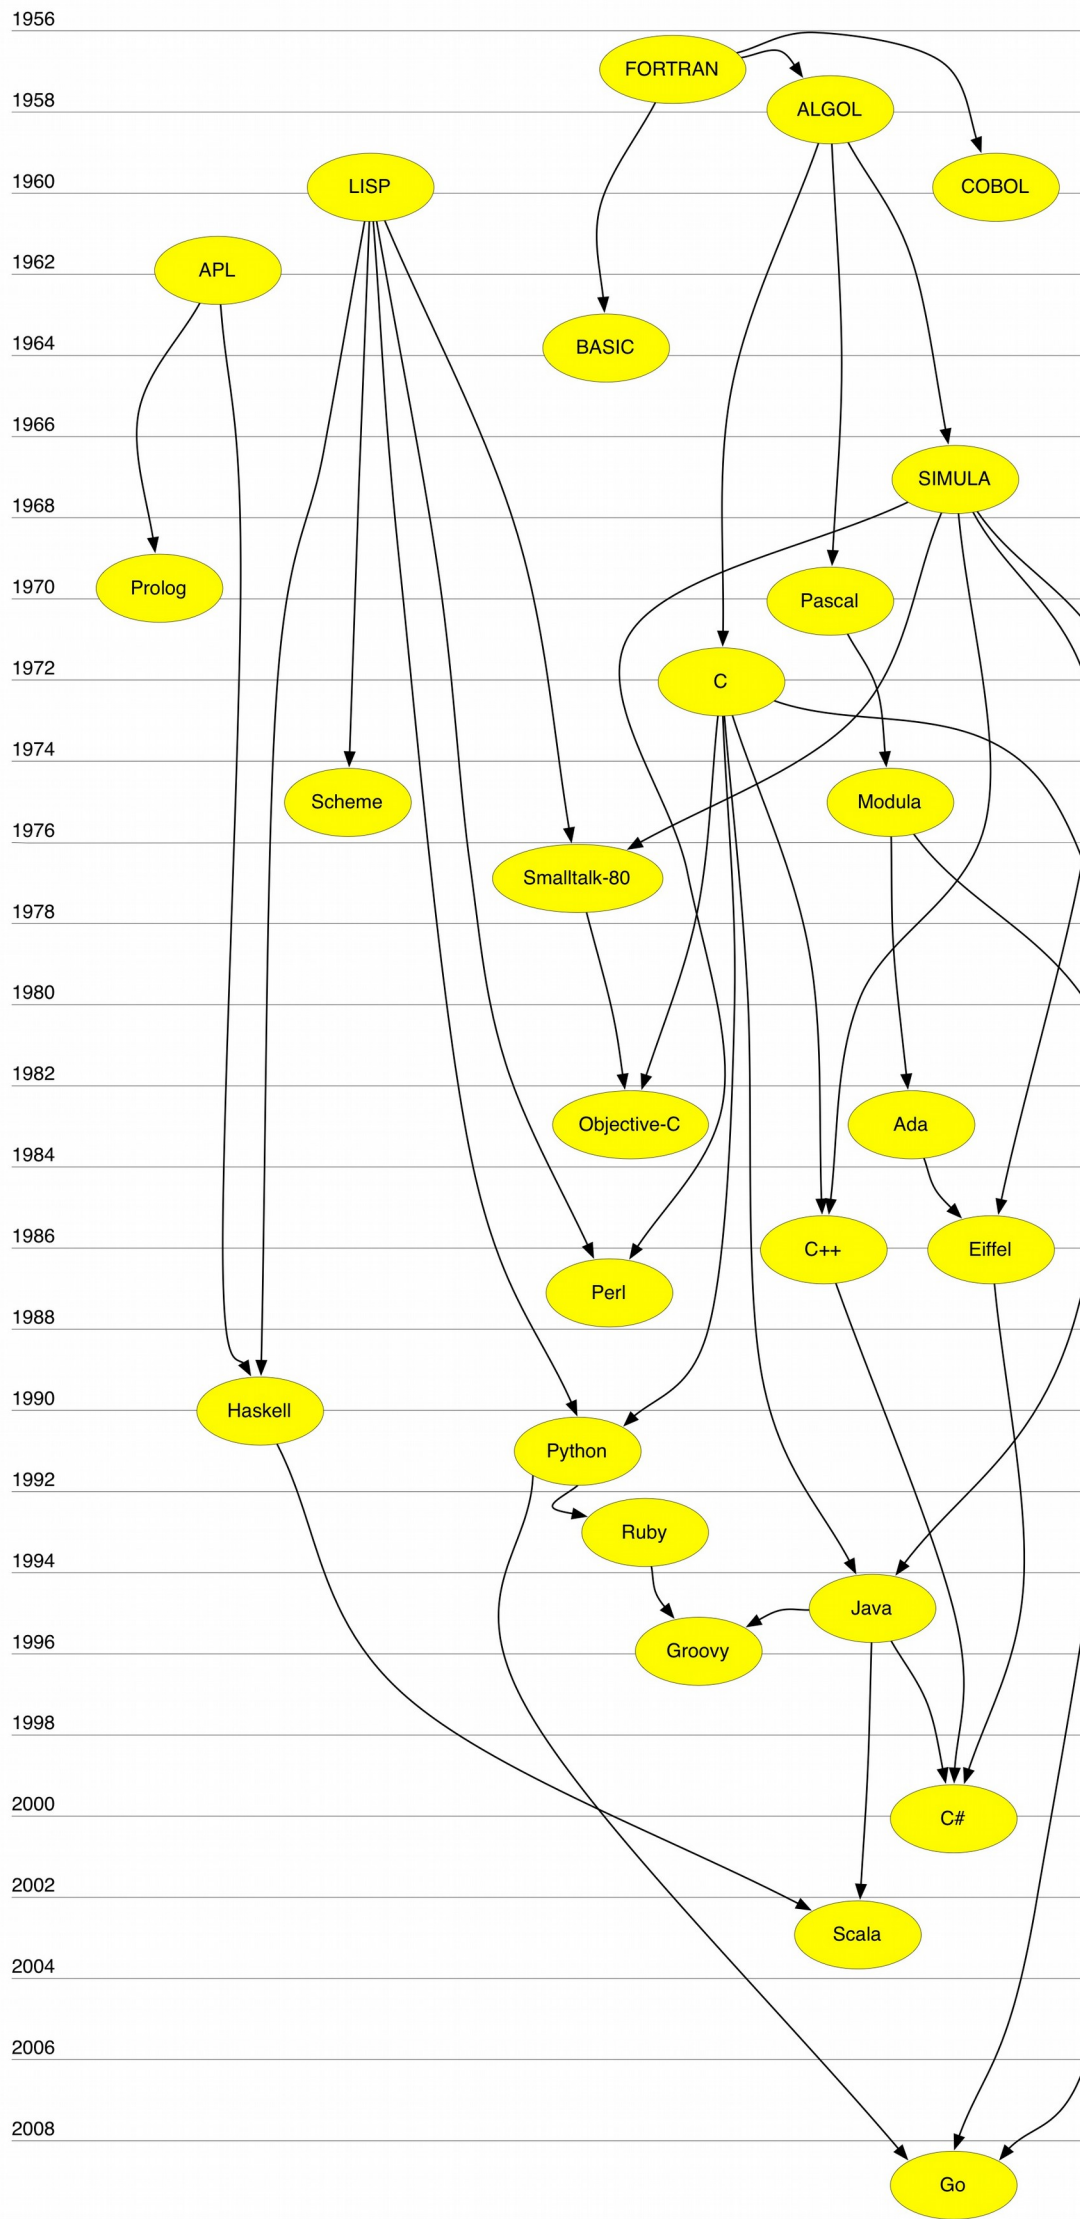 1956
FORTRAN
1958
ALGOL
1960
LISP
COBOL
1962
APL
1964
BASIC
1966
SIMULA
1968
1970
Prolog
Pascal
1972
C
1974
Scheme
Modula
1976
Smalltalk-80
1978
1980
1982
Objective-C
Ada
1984
1986
C++
Eiffel
Perl
1988
1990
Haskell
Python
1992
Ruby
1994
Java
1996
Groovy
1998
2000
C#
2002
Scala
2004
2006
2008
Go